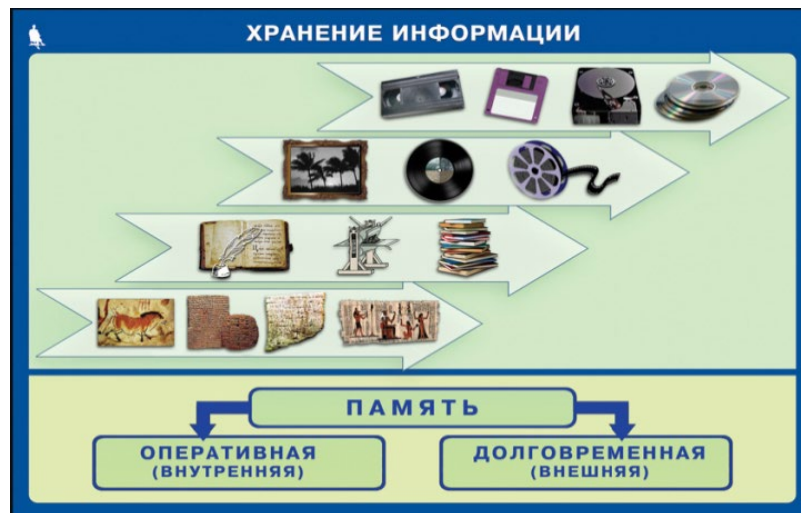 ХРАНЕНИЕ ИНФОРМАЦИИ
ПАМЯТЬ
ОПЕРАТИВНАЯ
(ВНУТРЕННЯЯ)
ДОЛГОВРЕМЕННАЯ
(ВНЕШНЯЯ)